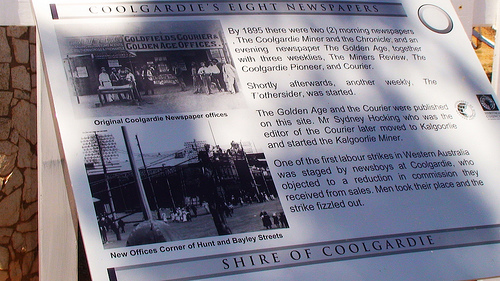 COOLGARDIE'S EIGHT NEWSPAPERS
GOLDFIELDS COURIER &
GOLDEN AGE OFFICES.
Original Coolgardie Newspaper offices
By 1895 there were two (2) morning newspapers
The Coolgardie Miner and the Chronicle, and an
evening newspaper The Golden Age, together
with three weeklies, The Miners Review, The
Coolgardie Pioneer, and Courier.
Shortly afterwards, another weekly The
T'othersider, was started.
The Golden Age and the Courier were published
on this site. Mr Sydney Hocking who was the
editor of the Courier later moved to Kalgoorlie
and started the Kalgoorlie Miner.
One of the first labour strikes in Western Australia
was staged by newsboys at Coolgardie, who
objected to a reduction in commission they
received from sales. Men took their place and the
strike fizzled out.
New Offices Corner of Hunt and Bayley Streets
SHIRE OF COOLGARDIE